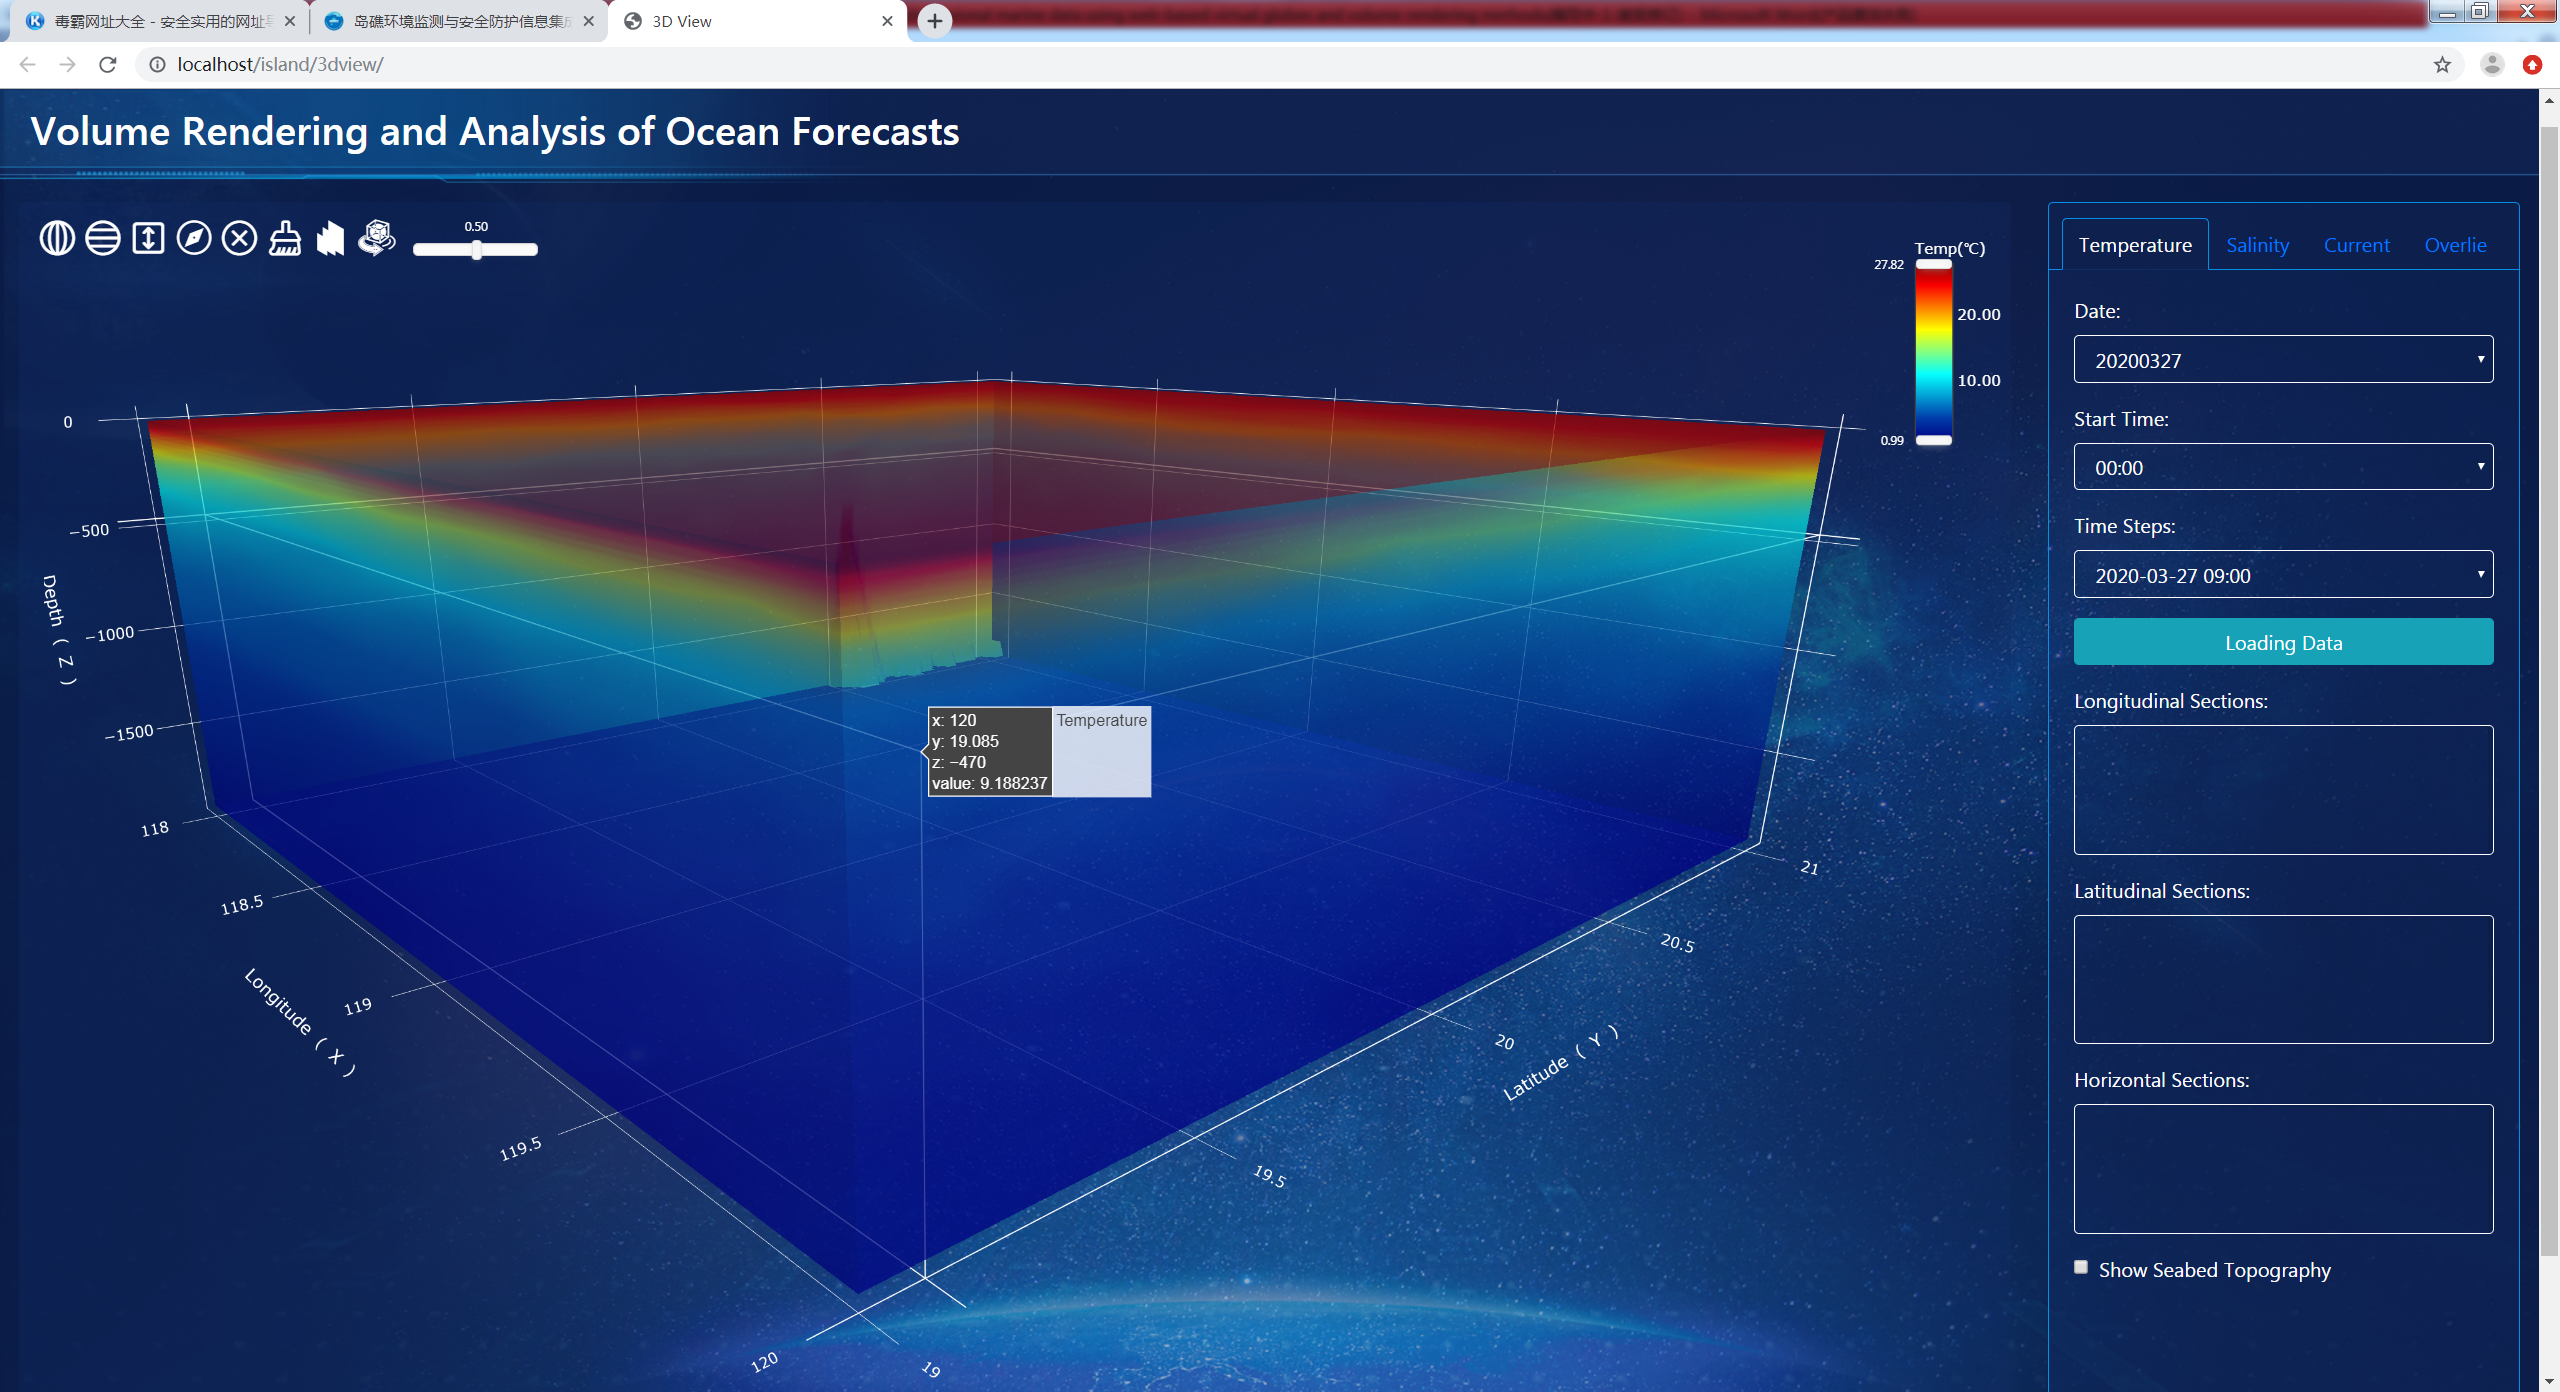 毒霸网址大全 - 安全实用的网址
岛礁环境监测与安全防护信息集成
3D View
localhost/island/3dview/
Volume Rendering and Analysis of Ocean Forecasts
0.50
Temp(℃)
27.82
20.00
10.00
0.99
0
−500
−1000
−1500
Depth ( Z )
118
118.5
119
119.5
120
Longitude ( X )
19
19.5
20
20.5
21
Latitude ( Y )
x: 120
y: 19.085
z: −470
value: 9.188237
Temperature
Temperature Salinity Current Overlie
Date:
20200327
Start Time:
00:00
Time Steps:
2020-03-27 09:00
Loading Data
Longitudinal Sections:
Latitudinal Sections:
Horizontal Sections:
Show Seabed Topography